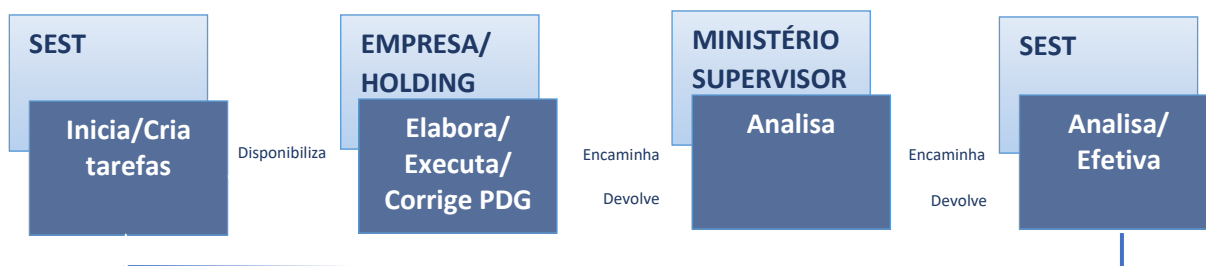 SEST
Inicia/Cria
tarefas
Disponibiliza
EMPRESA/
HOLDING
Elabora/
Executa/
Corrige PDG
Encaminha
Devolve
MINISTÉRIO
SUPERVISOR
Analisa
Encaminha
Devolve
SEST
Analisa/
Efetiva